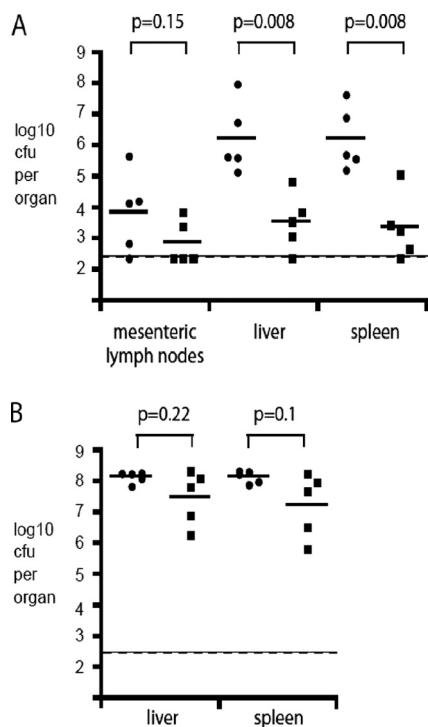 A
p=0.15 p=0.008 p=0.008
9
8
7
6
5
4
3
2
log10
cfu
per
organ
mesenteric
lymph nodes
liver
spleen
B
p=0.22 p=0.1
9
8
7
6
5
4
3
2
log10
cfu
per
organ
liver
spleen